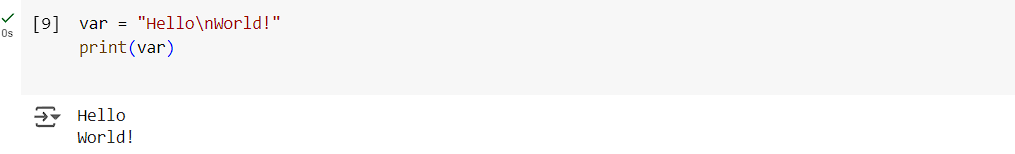 [9] var = "Hello\nWorld!"
0s
print(var)
Hello
World!